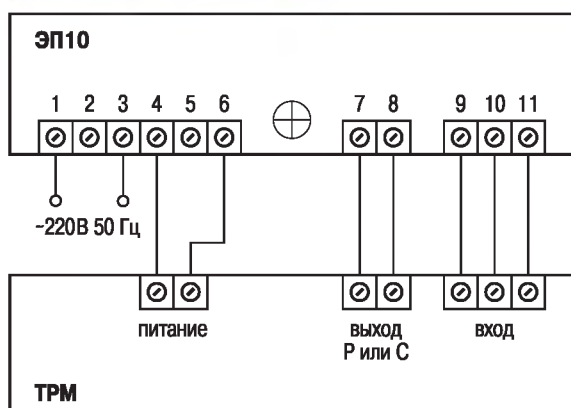 ЭП10
1 2 3 4 5 6 7 8 9 10 11
~220В 50 Гц
питание выход вход
Р или С
ТРМ